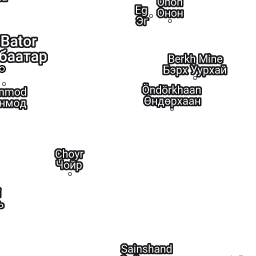 Onon
Онон
Eg
Эг
Bator
баатар
Berkh Mine
Бэрх Уурхай
Öndörkhaan
Өндөрхаан
nmod
нмод
Choyr
Чойр
Sainshand